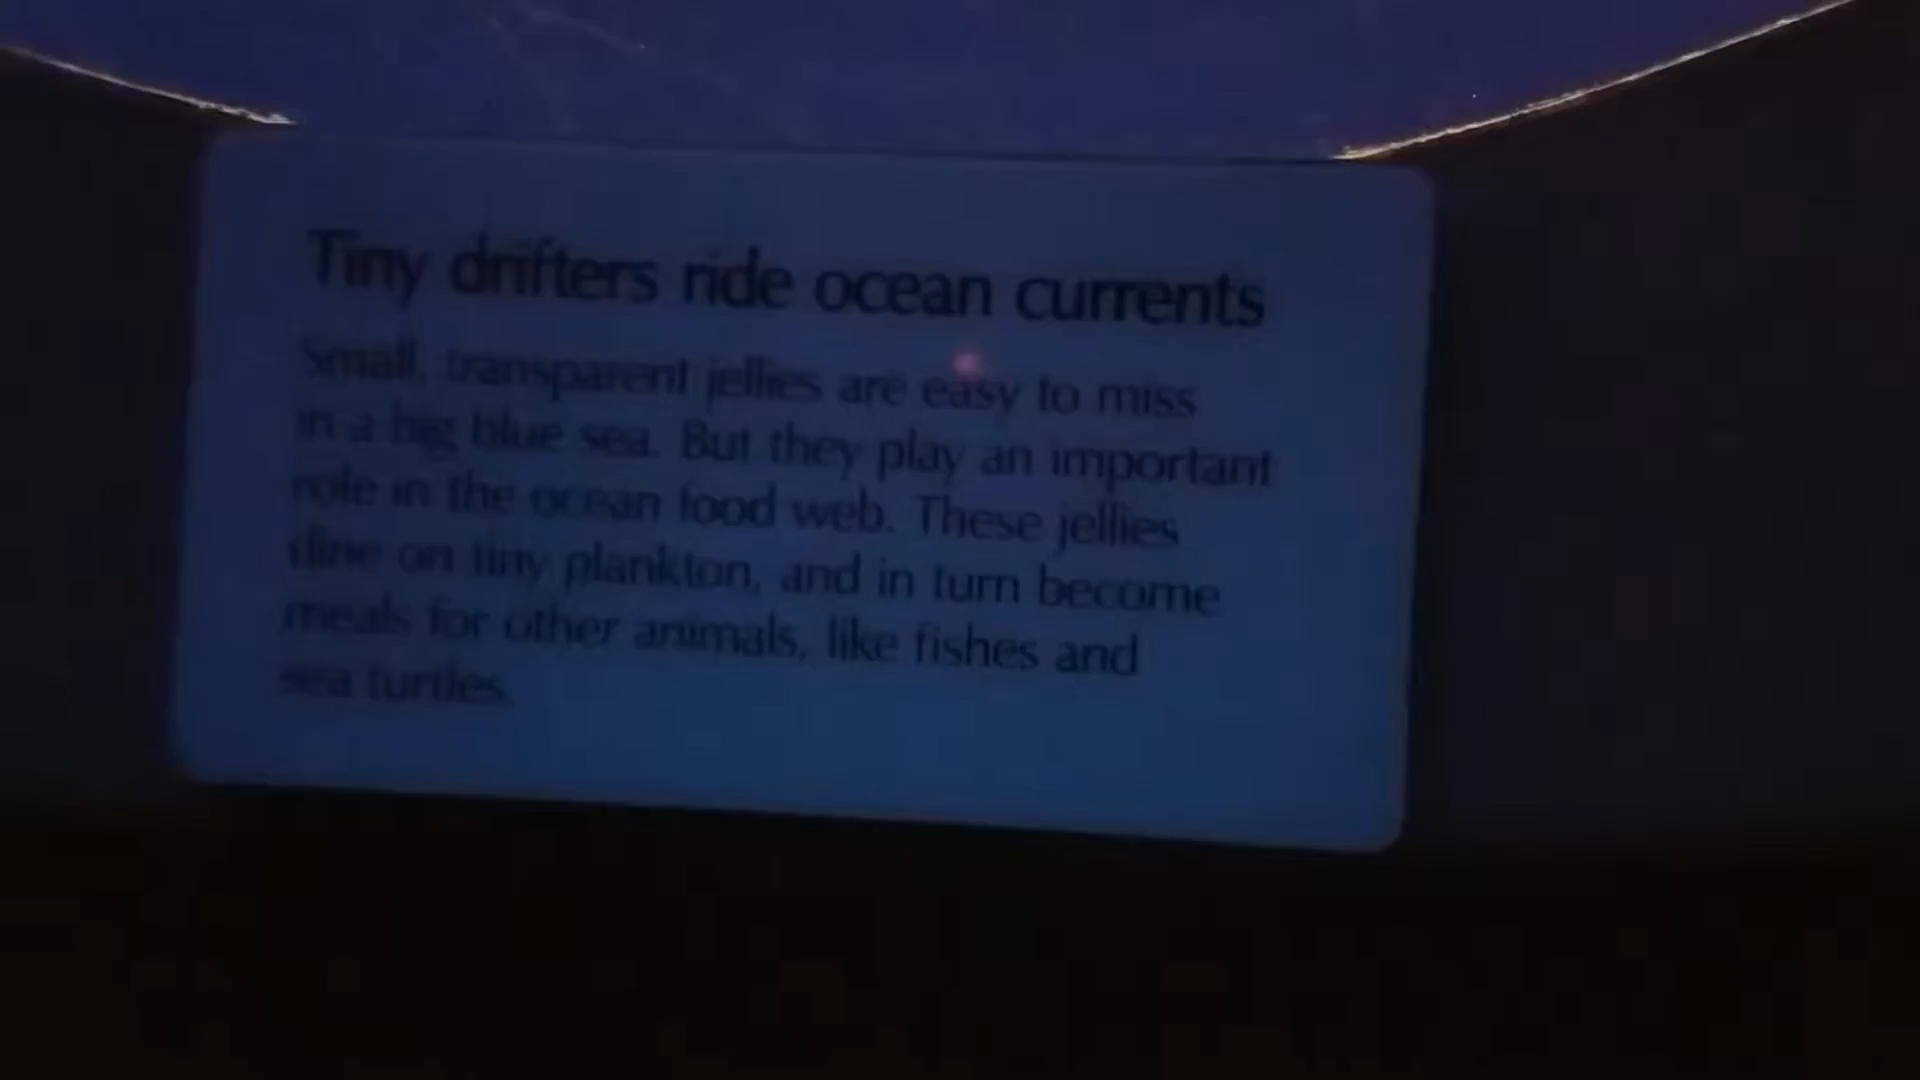 Tiny drifters ride ocean currents
Small, transparent jellies are easy to miss
in a big blue sea. But they play an important
role in the ocean food web. These jellies
dine on tiny plankton, and in turn become
meals for other animals, like fishes and
sea turtles.